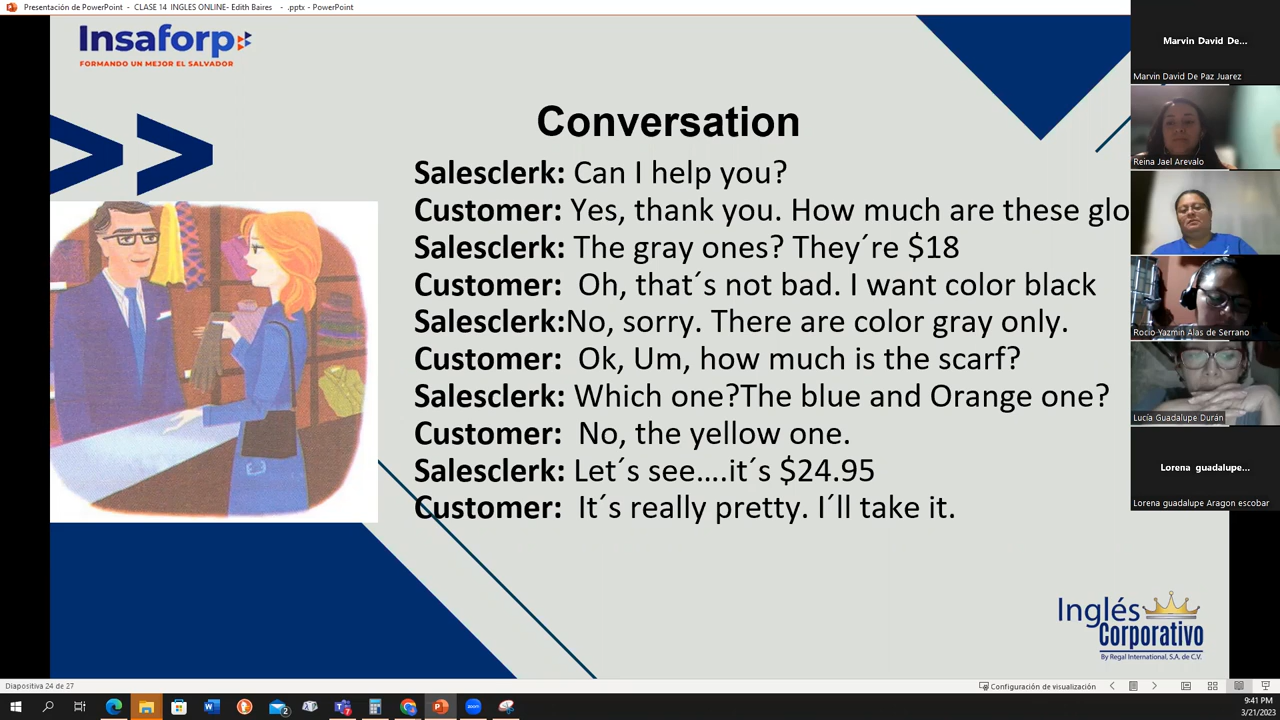 Presentación de PowerPoint - CLASE 14 INGLES ONLINE- Edith Baires - .pptx - PowerPoint
Insaforp
FORMANDO UN MEJOR EL SALVADOR
Conversation
Salesclerk: Can I help you?
Customer: Yes, thank you. How much are these glo
Salesclerk: The gray ones? They´re $18
Customer: Oh, that´s not bad. I want color black
Salesclerk:No, sorry. There are color gray only.
Customer: Ok, Um, how much is the scarf?
Salesclerk: Which one?The blue and Orange one?
Customer: No, the yellow one.
Salesclerk: Let´s see....it´s $24.95
Customer: It´s really pretty. I´ll take it.
Marvin David De...
Marvin David De Paz Juarez
Reina Jael Arevalo
Rocio Yazmin Alas de Serrano
Lucía Guadalupe Durán
Lorena guadalupe...
Lorena guadalupe Aragon escobar
Inglés
Corporativo
By Regal International, S.A. de C.V.
Diapositiva 24 de 27
Configuración de visualización
9:41 PM
3/21/2023